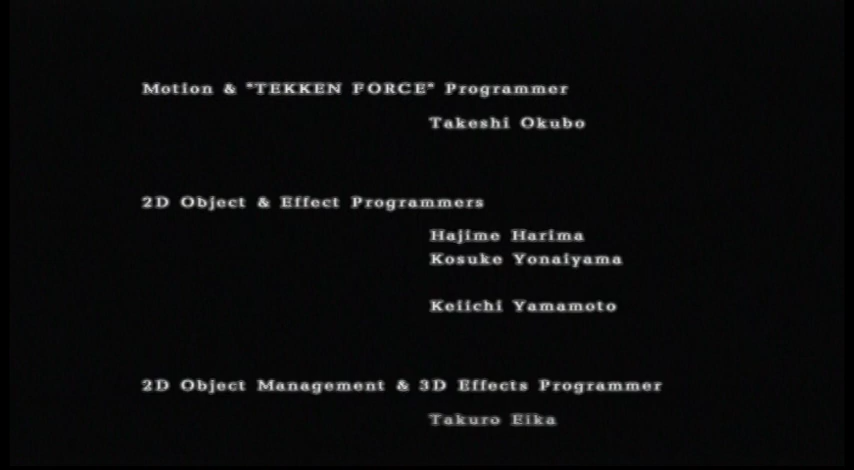 Motion & "TEKKEN FORCE" Programmer
Takeshi Okubo
2D Object & Effect Programmers
Hajime Harima
Kosuke Yonaiyama
Keiichi Yamamoto
2D Object Management & 3D Effects Programmer
Takuro Eika